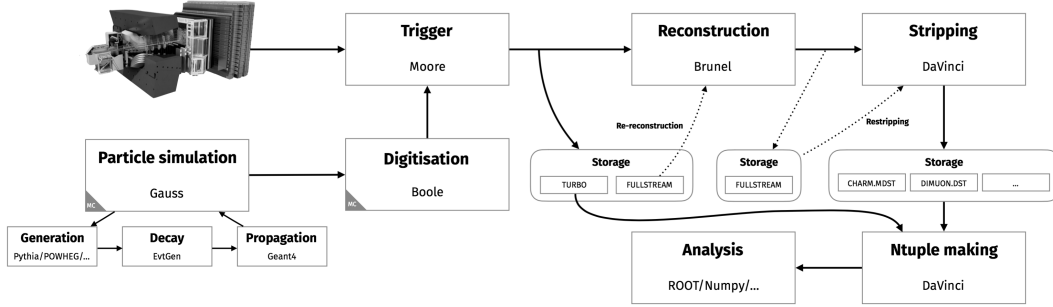 Trigger
Moore
Reconstruction
Brunel
Stripping
DaVinci
Re-reconstruction
Restripping
Particle simulation
Gauss
MC
Digitisation
Boole
MC
Storage
TURBO
FULLSTREAM
Storage
FULLSTREAM
Storage
CHARM.MDST
DIMUON.DST
...
Generation
Pythia/POWHEG/...
Decay
EvtGen
Propagation
Geant4
Analysis
ROOT/Numpy/...
Ntuple making
DaVinci